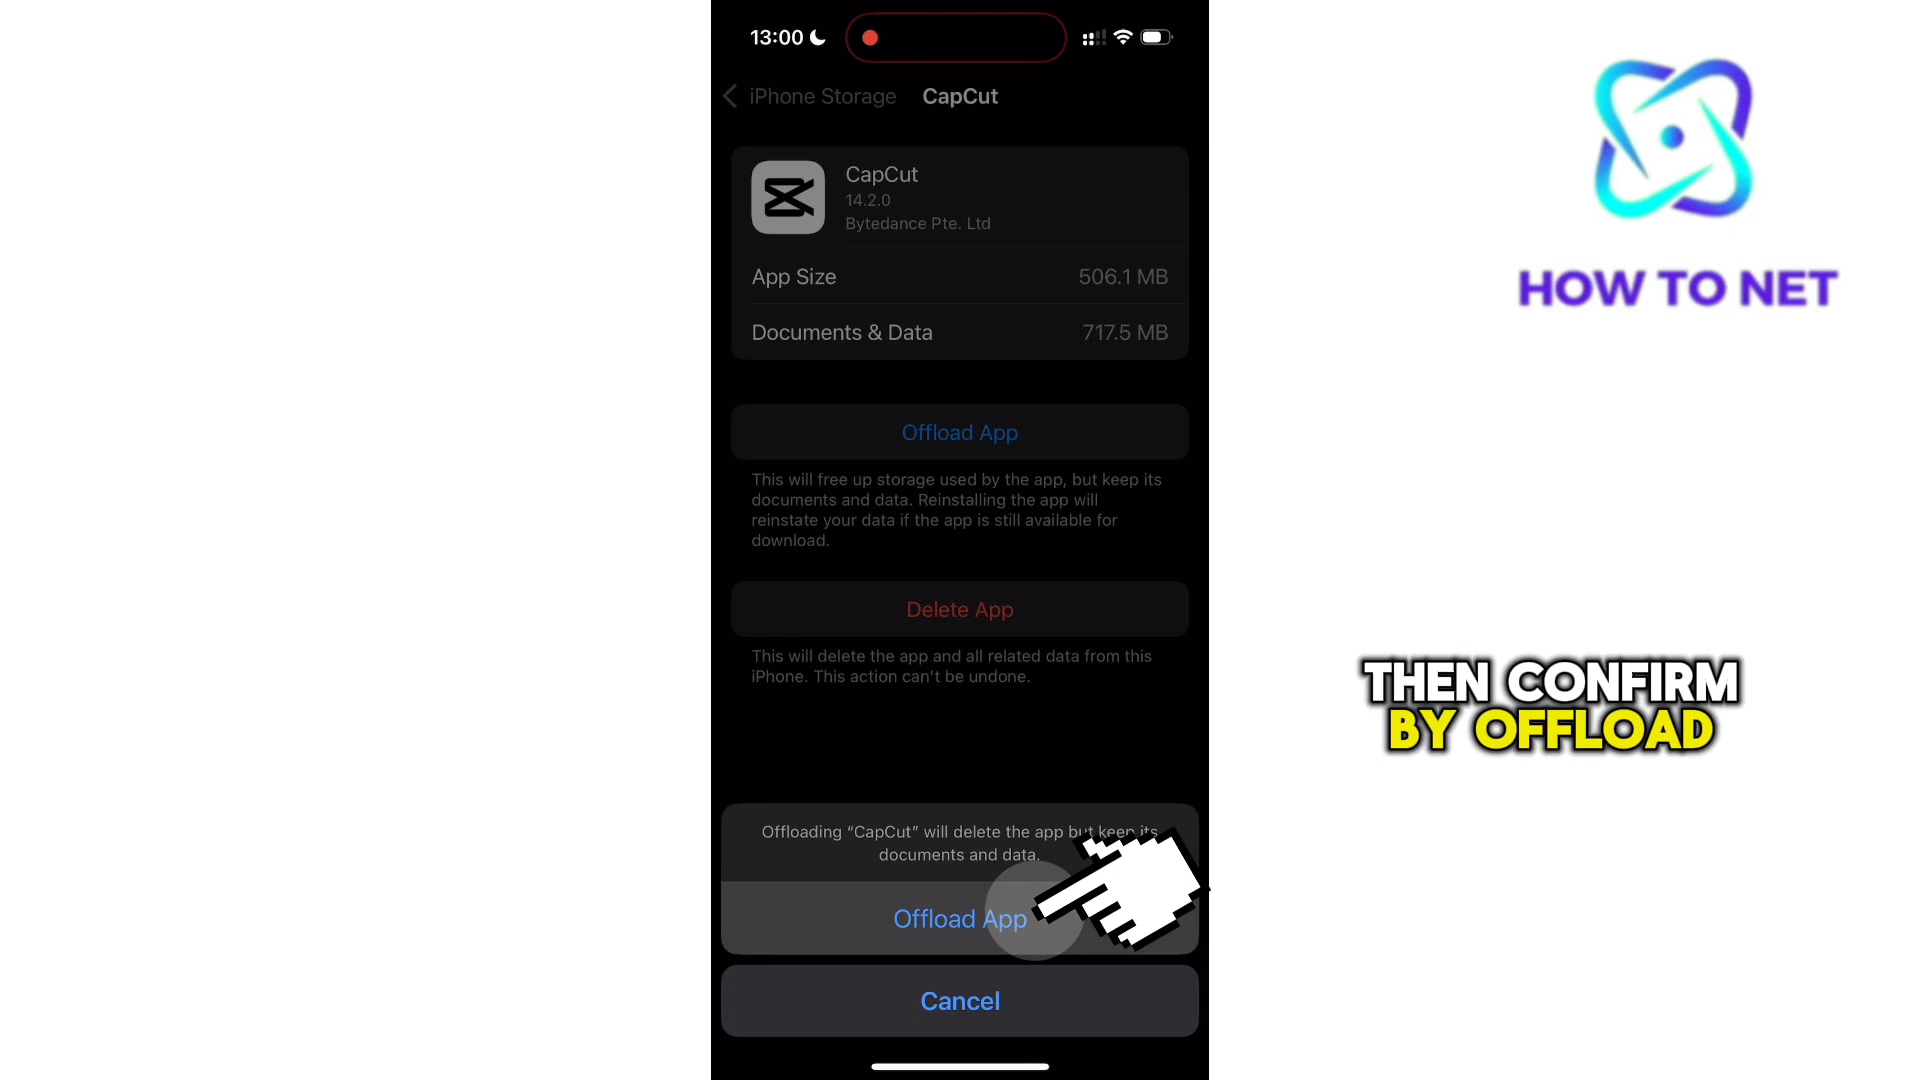 13:00
iPhone Storage
CapCut
CapCut
14.2.0
Bytedance Pte. Ltd
App Size 506.1 MB
Documents & Data 717.5 MB
Offload App
This will free up storage used by the app, but keep its
documents and data. Reinstalling the app will
reinstate your data if the app is still available for
download.
Delete App
This will delete the app and all related data from this
iPhone. This action can't be undone.
Offloading “CapCut” will delete the app but keep its
documents and data.
Offload App
Cancel
HOW TO NET
THEN CONFIRM
BY OFFLOAD